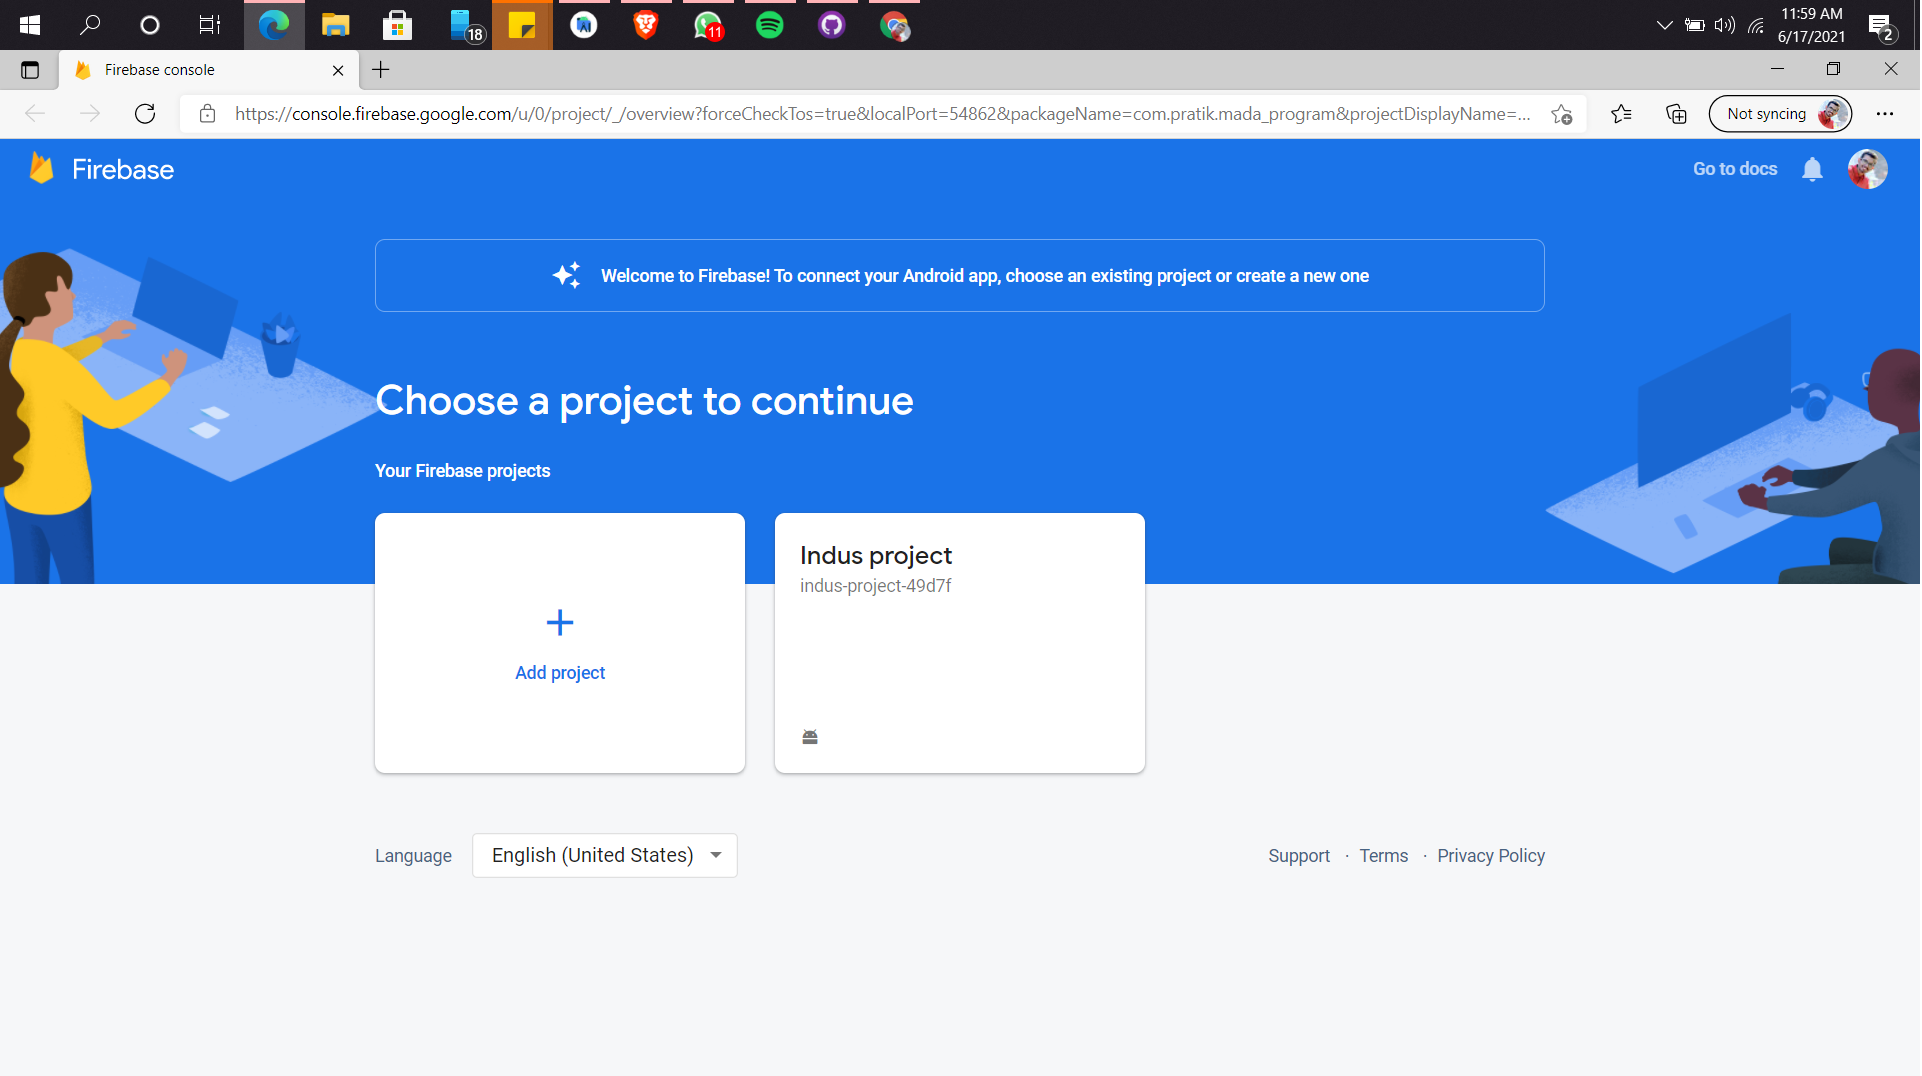 18
11
11:59 AM
6/17/2021
2
Firebase console
https://console.firebase.google.com/u/0/project/_/overview?forceCheckTos=true&localPort=54862&packageName=com.pratik.mada_program&projectDisplayName=...
Not syncing
Firebase
Go to docs
Welcome to Firebase! To connect your Android app, choose an existing project or create a new one
Choose a project to continue
Your Firebase projects
Add project
Indus project
indus-project-49d7f
Language
English (United States)
Support · Terms · Privacy Policy